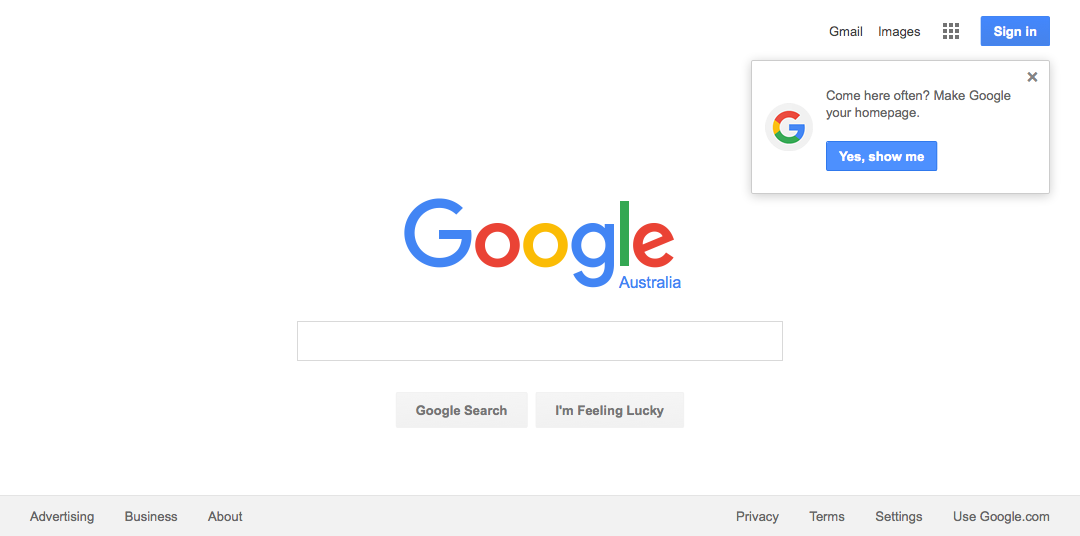 Gmail Images Sign in
Come here often? Make Google
your homepage.
Yes, show me
Google
Australia
Google Search I'm Feeling Lucky
Advertising Business About Privacy Terms Settings Use Google.com